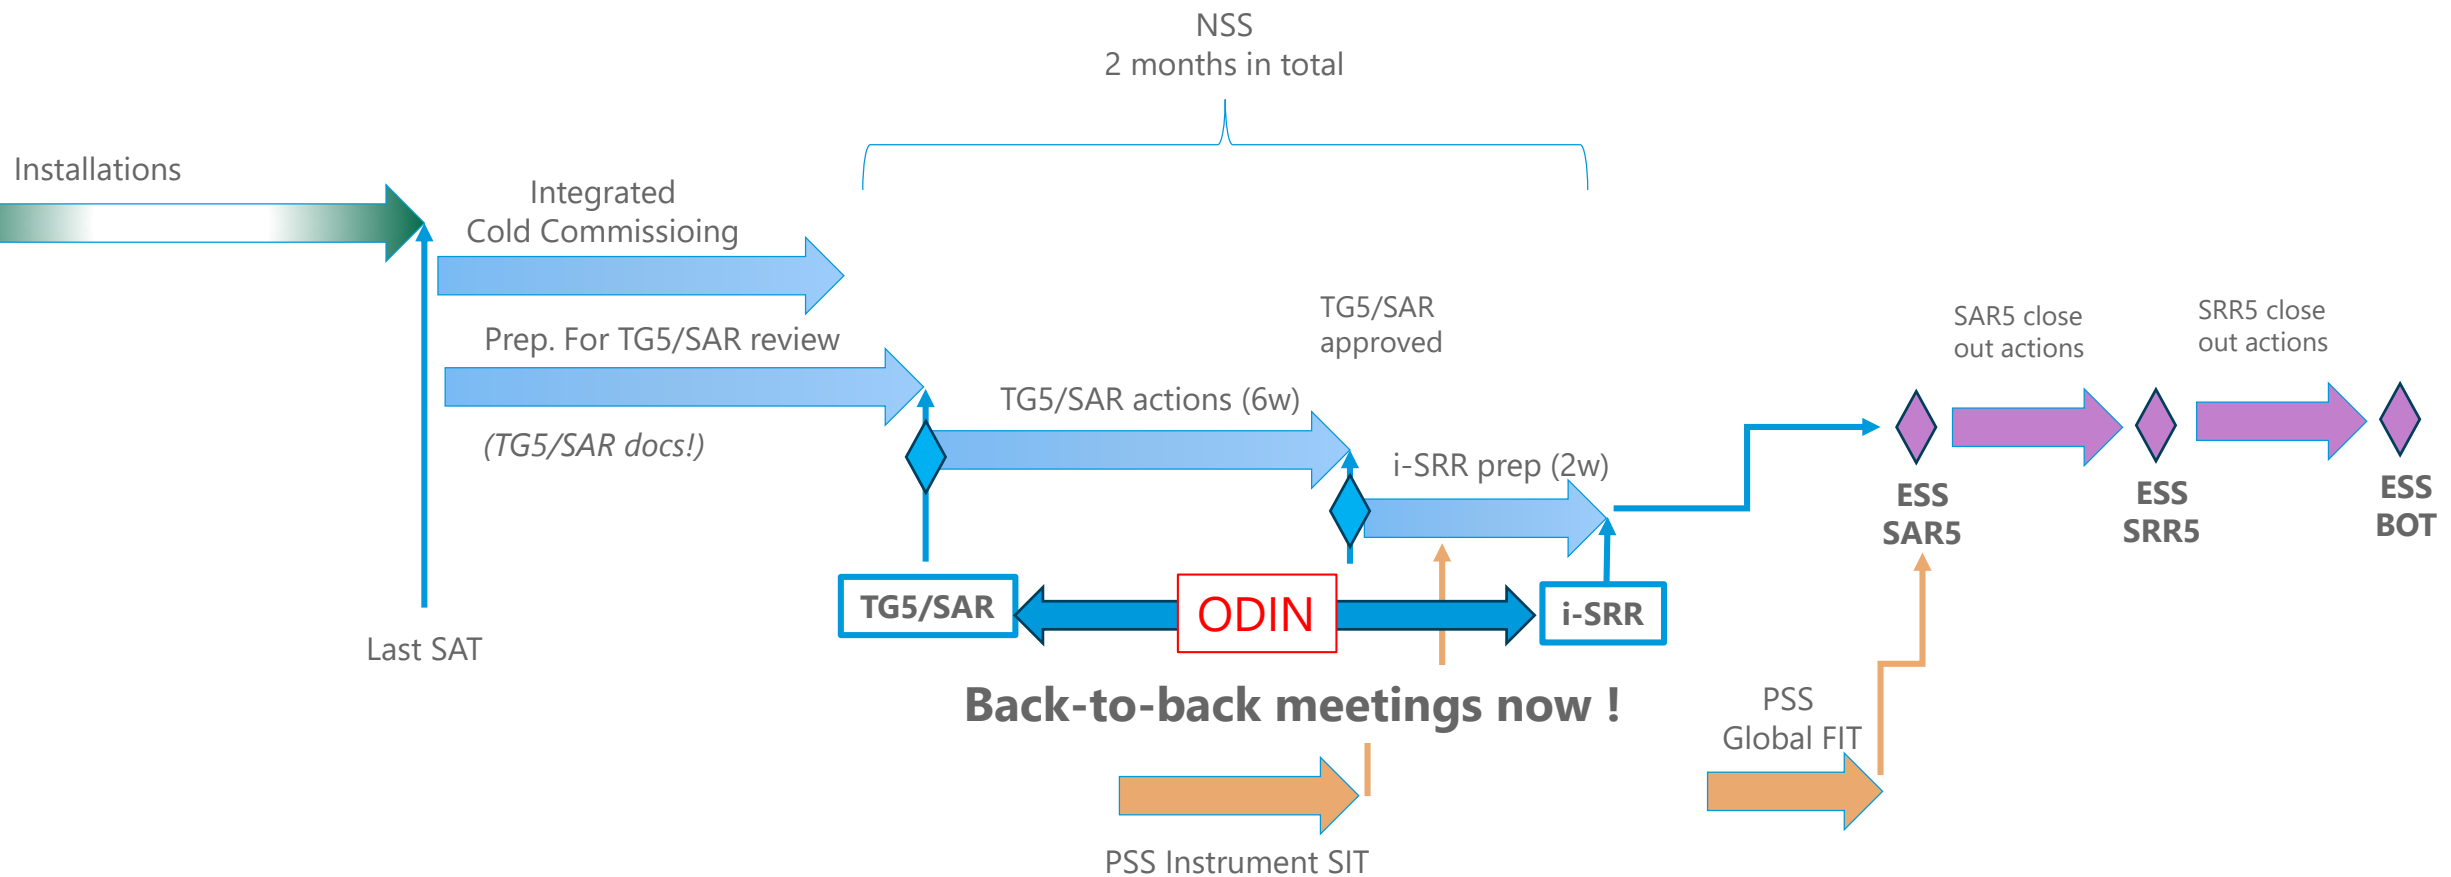 NSS
2 months in total
Installations
Integrated
Cold Commissioing
Prep. For TG5/SAR review
(TG5/SAR docs!)
TG5/SAR actions (6w)
TG5/SAR
approved
i-SRR prep (2w)
SAR5 close
out actions
SRR5 close
out actions
ESS
SAR5
ESS
SRR5
ESS
BOT
TG5/SAR
ODIN
i-SRR
Last SAT
Back-to-back meetings now !
PSS
Global FIT
PSS Instrument SIT